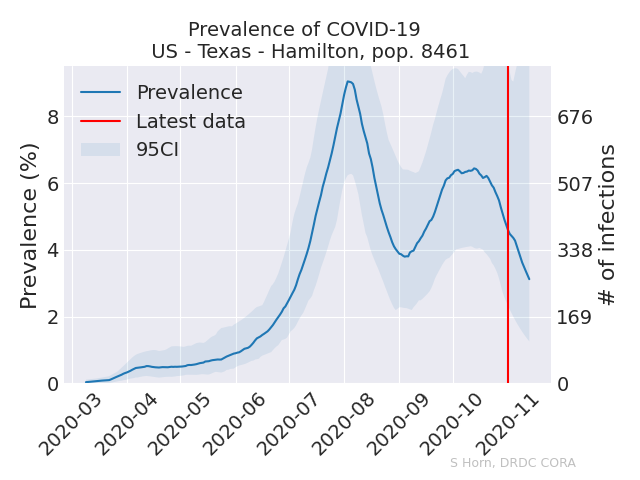 Prevalence of COVID-19
US - Texas - Hamilton, pop. 8461
Prevalence
Latest data
95CI
Prevalence (%)
8
6
4
2
0
676
507
338
169
0
# of infections
2020-03
2020-04
2020-05
2020-06
2020-07
2020-08
2020-09
2020-10
2020-11
S Horn, DRDC CORA